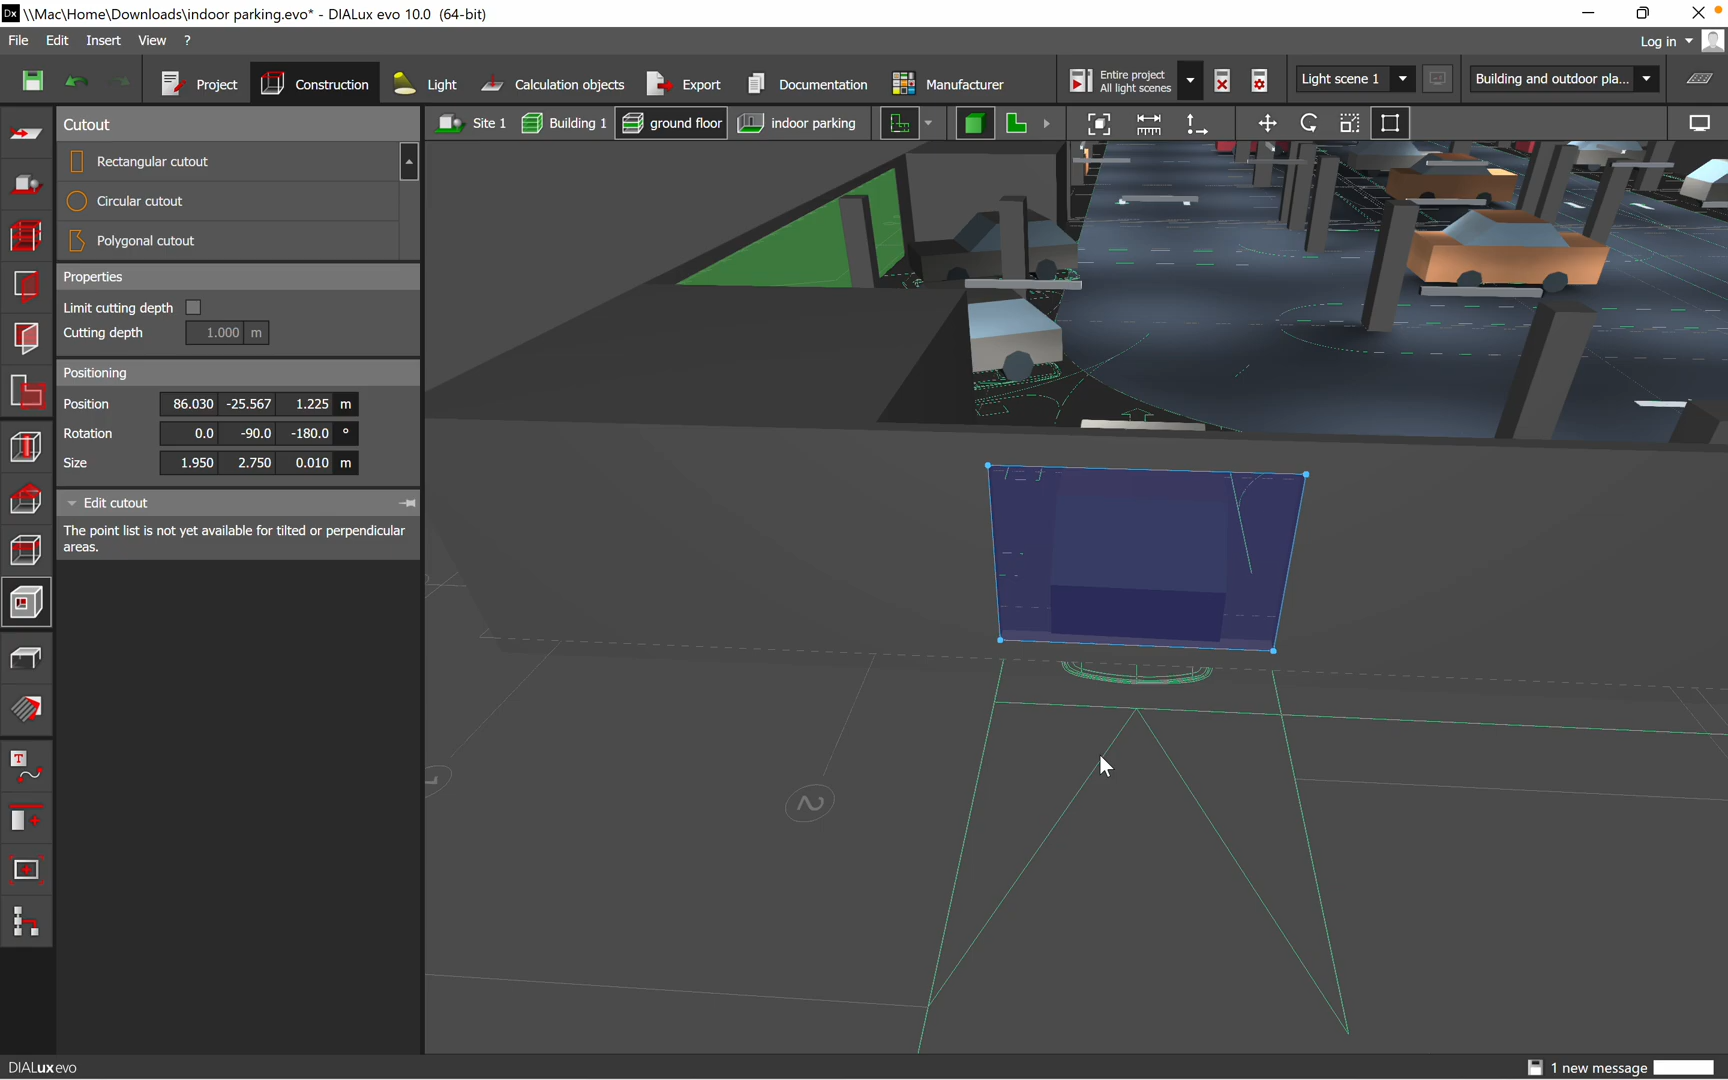 Dx \\Mac\Home\Downloads\indoor parking.evo* - DIALux evo 10.0 (64-bit)
File Edit Insert View ? Log in
Project Construction Light Calculation objects Export Documentation Manufacturer Entire project All light scenes Light scene 1 Building and outdoor pla...
Cutout Site 1 Building 1 ground floor indoor parking
Rectangular cutout
Circular cutout
Polygonal cutout
Properties
Limit cutting depth
Cutting depth 1.000 m
Positioning
Position 86.030 -25.567 1.225 m
Rotation 0.0 -90.0 -180.0 °
Size 1.950 2.750 0.010 m
Edit cutout
The point list is not yet available for tilted or perpendicular
areas.
T
2
DIALux evo 1 new message